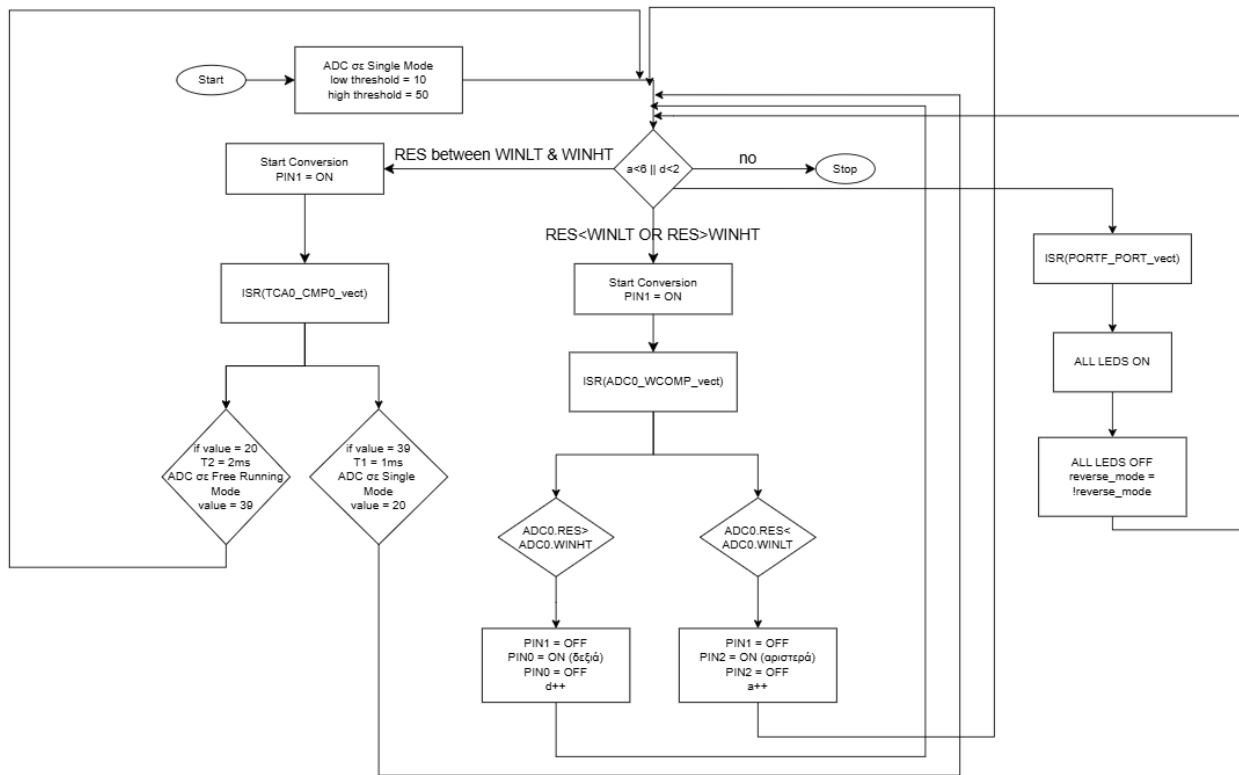 Start
ADC σε Single Mode
low threshold = 10
high threshold = 50
RES between WINLT & WINHT
a<6 || d<2
no
Stop
Start Conversion
PIN1 = ON
RES<WINLT OR RES>WINHT
ISR(PORTF_PORT_vect)
ISR(TCA0_CMP0_vect)
Start Conversion
PIN1 = ON
ALL LEDS ON
ISR(ADC0_WCOMP_vect)
if value = 20
T2 = 2ms
ADC σε Free Running
Mode
value = 39
if value = 39
T1 = 1ms
ADC σε Single
Mode
value = 20
ALL LEDS OFF
reverse_mode =
!reverse_mode
ADC0.RES>
ADC0.WINHT
ADC0.RES<
ADC0.WINLT
PIN1 = OFF
PIN0 = ON (δεξιά)
PIN0 = OFF
d++
PIN1 = OFF
PIN2 = ON (αριστερά)
PIN2 = OFF
a++